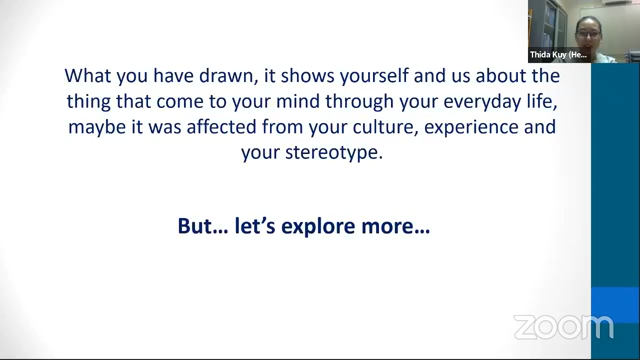 Thida Kuy (He...
What you have drawn, it shows yourself and us about the
thing that come to your mind through your everyday life,
maybe it was affected from your culture, experience and
your stereotype.
But... let's explore more...
zoom